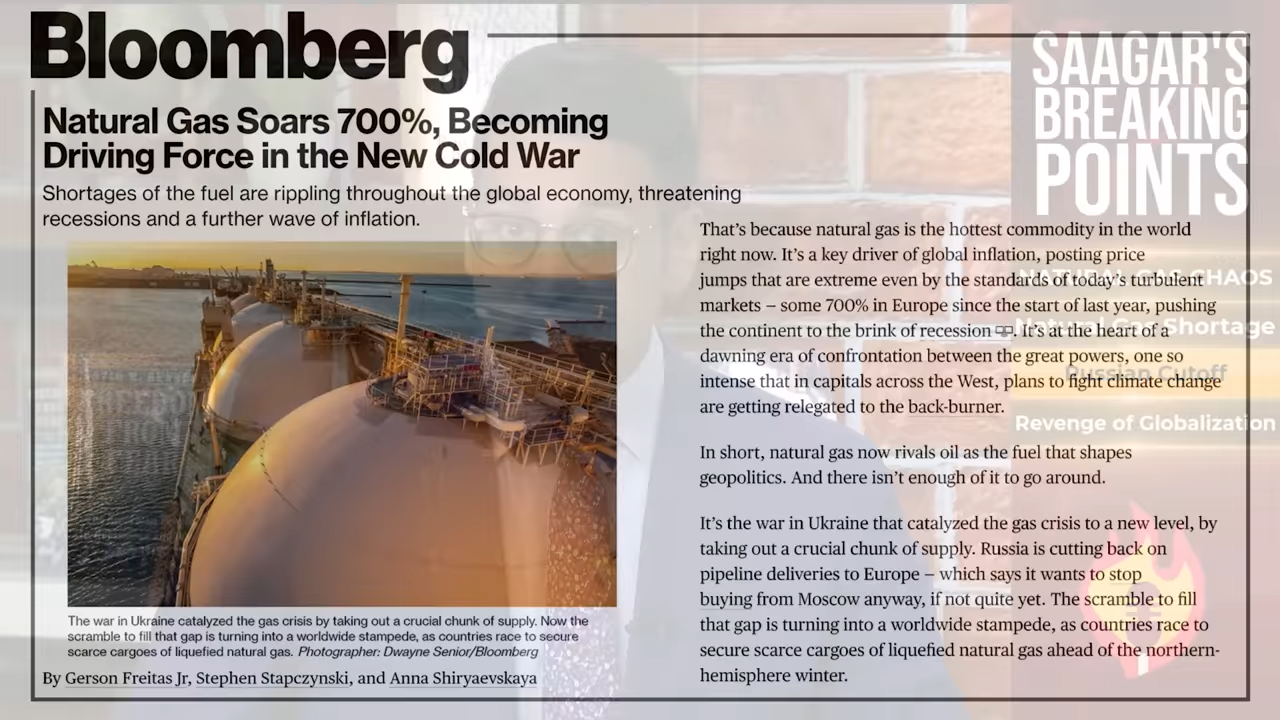 Bloomberg
Natural Gas Soars 700%, Becoming
Driving Force in the New Cold War
Shortages of the fuel are rippling throughout the global economy, threatening
recessions and a further wave of inflation.
The war in Ukraine catalyzed the gas crisis by taking out a crucial chunk of supply. Now the
scramble to fill that gap is turning into a worldwide stampede, as countries race to secure
scarce cargoes of liquefied natural gas. Photographer: Dwayne Senior/Bloomberg
By Gerson Freitas Jr, Stephen Stapczynski, and Anna Shiryaevskaya
That's because natural gas is the hottest commodity in the world
right now. It's a key driver of global inflation, posting price
jumps that are extreme even by the standards of today's turbulent
markets – some 700% in Europe since the start of last year, pushing
the continent to the brink of recession. It's at the heart of a
dawning era of confrontation between the great powers, one so
intense that in capitals across the West, plans to fight climate change
are getting relegated to the back-burner.
In short, natural gas now rivals oil as the fuel that shapes
geopolitics. And there isn't enough of it to go around.
It's the war in Ukraine that catalyzed the gas crisis to a new level, by
taking out a crucial chunk of supply. Russia is cutting back on
pipeline deliveries to Europe – which says it wants to stop
buying from Moscow anyway, if not quite yet. The scramble to fill
that gap is turning into a worldwide stampede, as countries race to
secure scarce cargoes of liquefied natural gas ahead of the northern-
hemisphere winter.
SAAGAR'S
BREAKING
POINTS
NATURAL GAS CHAOS
Natural Gas Shortage
Russian Cutoff
Revenge of Globalization